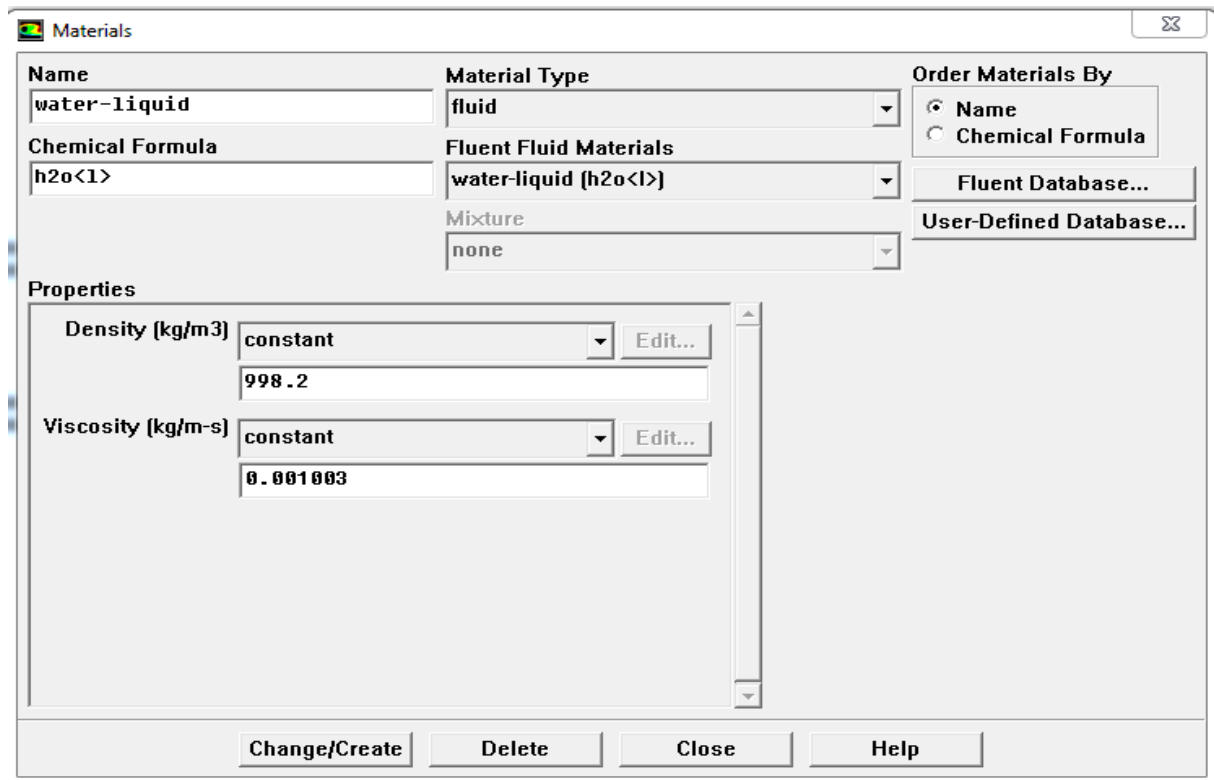 Materials
Name
water-liquid
Material Type
fluid
Order Materials By
Name
Chemical Formula
Chemical Formula
h2o<l>
Fluent Fluid Materials
water-liquid (h2o<l>)
Fluent Database...
User-Defined Database...
Mixture
none
Properties
Density (kg/m3)
constant
Edit...
998.2
Viscosity (kg/m-s)
constant
Edit...
0.001003
Change/Create
Delete
Close
Help